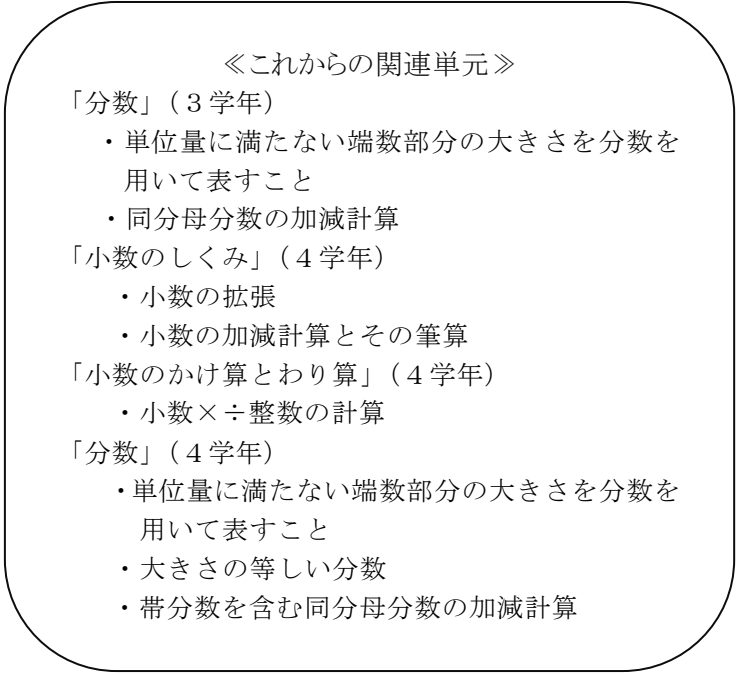 ≪これからの関連単元≫
「分数」(３学年)
・単位量に満たない端数部分の大きさを分数を
用いて表すこと
・同分母分数の加減計算
「小数のしくみ」(４学年)
・小数の拡張
・小数の加減計算とその筆算
「小数のかけ算とわり算」(４学年)
・小数×÷整数の計算
「分数」(４学年)
・単位量に満たない端数部分の大きさを分数を
用いて表すこと
・大きさの等しい分数
・帯分数を含む同分母分数の加減計算